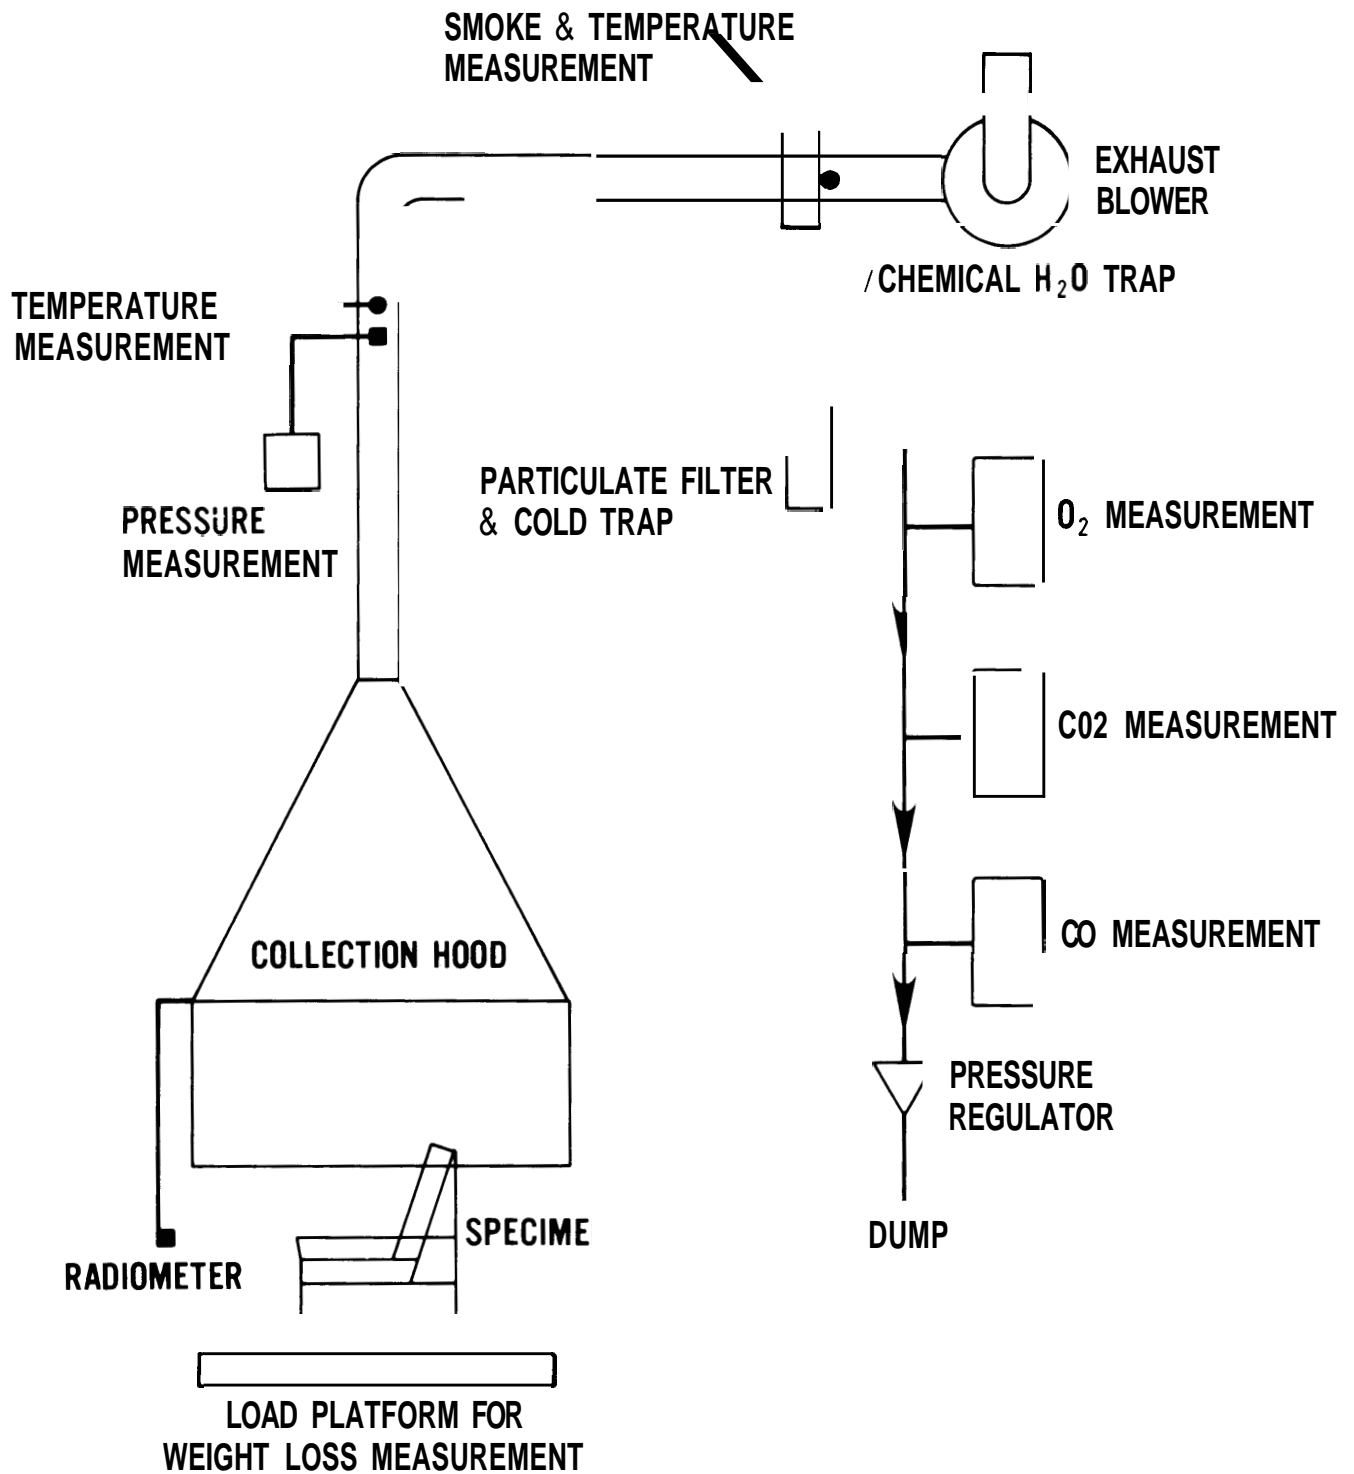 SMOKE & TEMPERATURE
MEASUREMENT
EXHAUST
BLOWER
/CHEMICAL H₂O TRAP
TEMPERATURE
MEASUREMENT
PARTICULATE FILTER
& COLD TRAP
O₂ MEASUREMENT
PRESSURE
MEASUREMENT
C02 MEASUREMENT
CO MEASUREMENT
COLLECTION HOOD
PRESSURE
REGULATOR
SPECIME
DUMP
RADIOMETER
LOAD PLATFORM FOR
WEIGHT LOSS MEASUREMENT